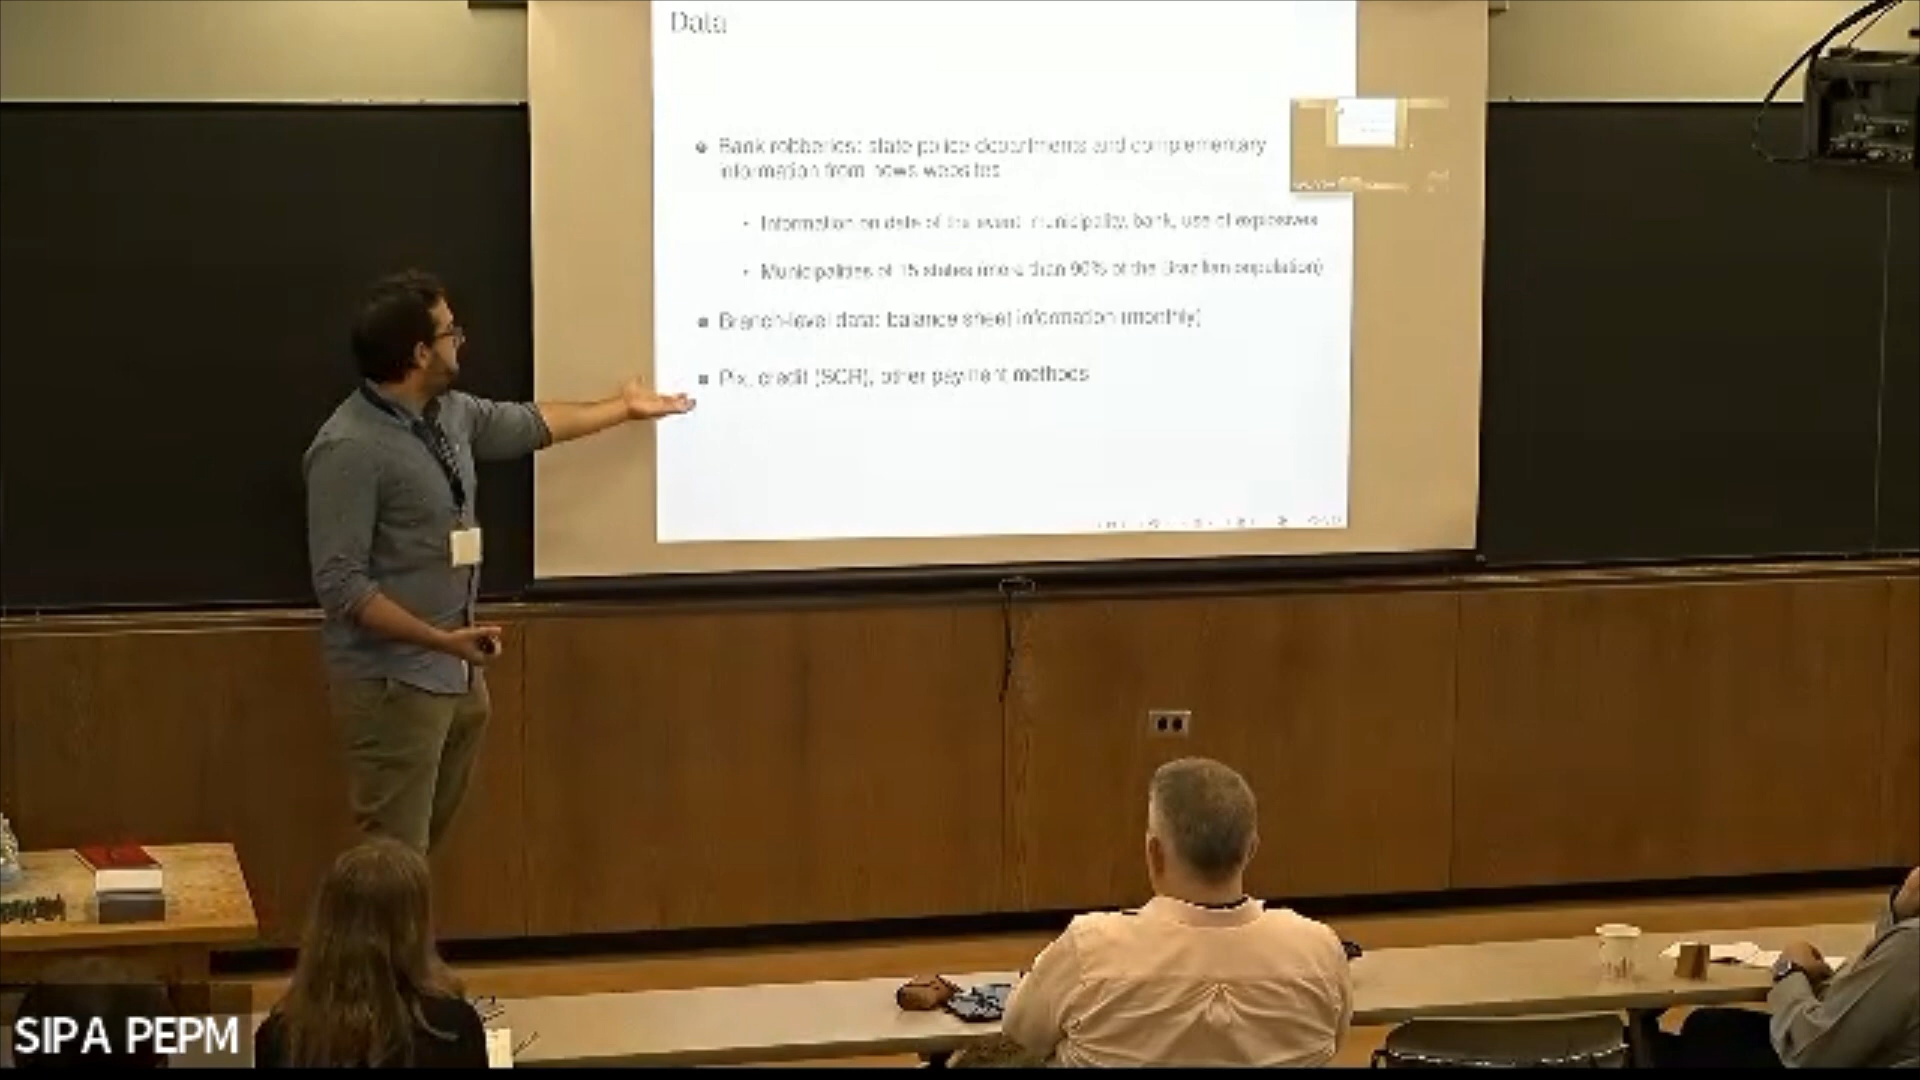 Data
Bank robberies: state police departments and complementary
information from news websites
Information on date of the event, municipality, bank, use of explosives
Municipalities of 15 states (more than 90% of the Brazilian population)
Branch-level data: balance sheet information (monthly)
Pix, credit (SCR), other payment methods
SIPA PEPM